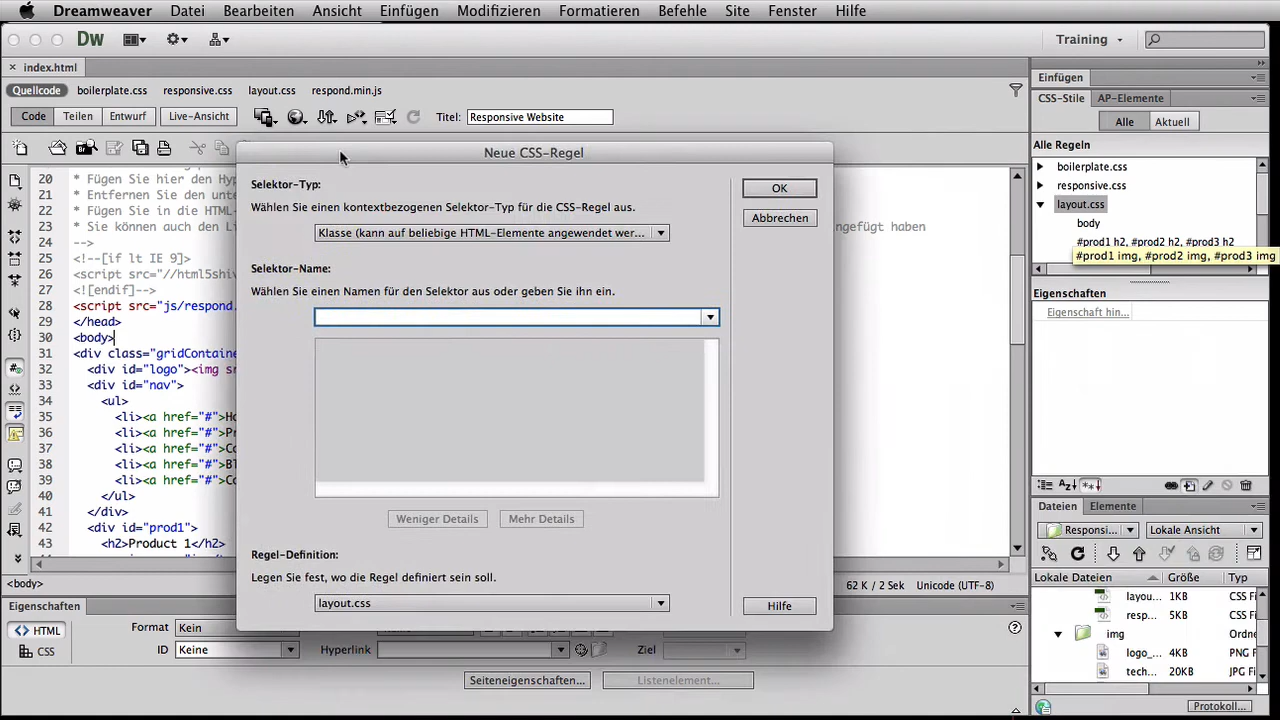 Dreamweaver Datei Bearbeiten Ansicht Einfügen Modifizieren Formatieren Befehle Site Fenster Hilfe
Dw
Training
× index.html
Quellcode boilerplate.css responsive.css layout.css respond.min.js
Code Teilen Entwurf Live-Ansicht Titel: Responsive Website
Einfügen
CSS-Stile AP-Elemente
Alle Aktuell
Alle Regeln
boilerplate.css
responsive.css
layout.css
body
#prod1 h2, #prod2 h2, #prod3 h2
#prod1 img, #prod2 img, #prod3 img
Eigenschaften
Eigenschaft hin...
Neue CSS-Regel
Selektor-Typ:
Wählen Sie einen kontextbezogenen Selektor-Typ für die CSS-Regel aus.
Klasse (kann auf beliebige HTML-Elemente angewendet wer...
OK
Abbrechen
Selektor-Name:
Wählen Sie einen Namen für den Selektor aus oder geben Sie ihn ein.
Weniger Details Mehr Details
Regel-Definition:
Legen Sie fest, wo die Regel definiert sein soll.
layout.css
Hilfe
20 * Fügen Sie hier den Hy
21 * Entfernen Sie den unte
22 * Fügen Sie in die HTML-
23 * Sie können auch den Li ingefügt haben
24 -->
25 <!--[if lt IE 9]>
26 <script src="//html5shiv
27 <![endif]-->
28 <script src="js/respond.
29 </head>
30 <body>
31 <div class="gridContaine
32 <div id="logo"><img s
33 <div id="nav">
34 <ul>
35 <li><a href="#">Ho
36 <li><a href="#">Pr
37 <li><a href="#">Co
38 <li><a href="#">Bl
39 <li><a href="#">Co
40 </ul>
41 </div>
42 <div id="prod1">
43 <h2>Product 1</h2>
<body>
62 K / 2 Sek Unicode (UTF-8)
Eigenschaften
HTML Format Kein
CSS ID Keine Hyperlink Ziel
Seiteneigenschaften... Listenelement...
Dateien Elemente
Responsi... Lokale Ansicht
Lokale Dateien Größe Typ
layou... 1KB CSS Fi
resp... 5KB CSS Fi
img Ordne
logo_... 4KB PNG F
tech... 20KB JPG Fi
Protokoll...